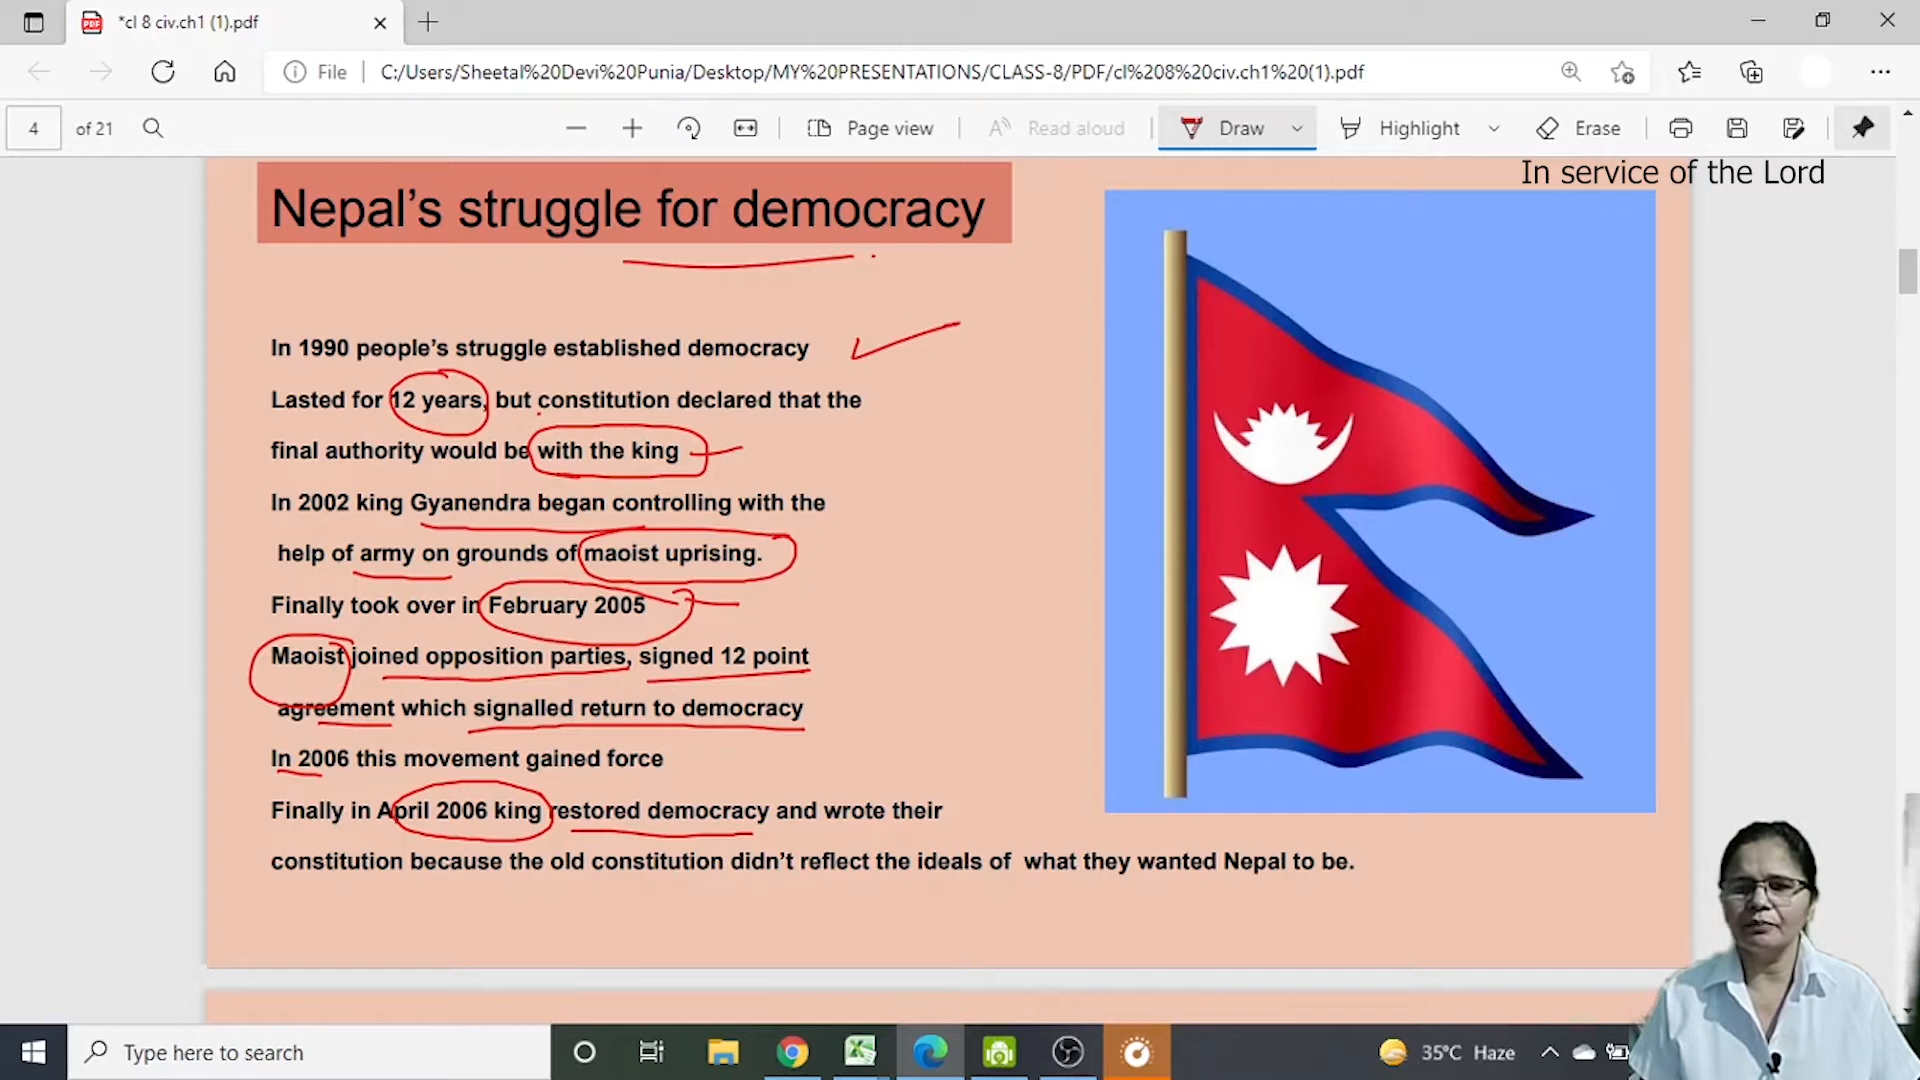 *cl 8 civ.ch1 (1).pdf
File
C:/Users/Sheetal%20Devi%20Punia/Desktop/MY%20PRESENTATIONS/CLASS-8/PDF/cl%208%20civ.ch1%20(1).pdf
4 of 21
Page view
Read aloud
Draw
Highlight
Erase
In service of the Lord
Nepal’s struggle for democracy
In 1990 people’s struggle established democracy
Lasted for 12 years, but constitution declared that the
final authority would be with the king
In 2002 king Gyanendra began controlling with the
help of army on grounds of maoist uprising.
Finally took over in February 2005
Maoist joined opposition parties, signed 12 point
agreement which signalled return to democracy
In 2006 this movement gained force
Finally in April 2006 king restored democracy and wrote their
constitution because the old constitution didn’t reflect the ideals of what they wanted Nepal to be.
Type here to search
35°C Haze